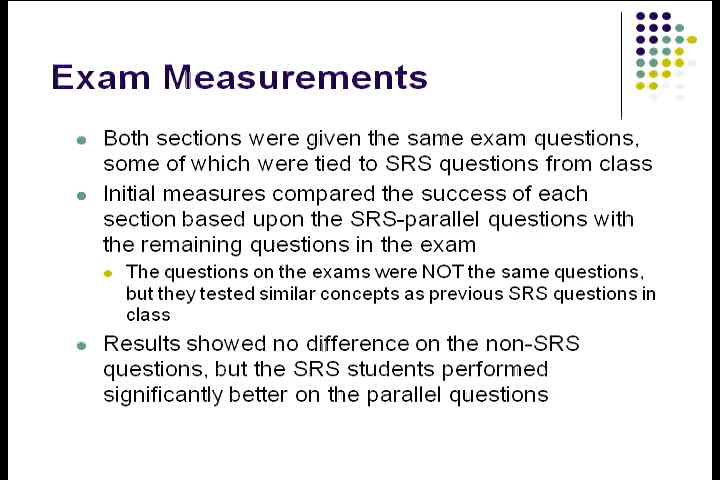 Exam Measurements
Both sections were given the same exam questions,
some of which were tied to SRS questions from class
Initial measures compared the success of each
section based upon the SRS-parallel questions with
the remaining questions in the exam
The questions on the exams were NOT the same questions,
but they tested similar concepts as previous SRS questions in
class
Results showed no difference on the non-SRS
questions, but the SRS students performed
significantly better on the parallel questions